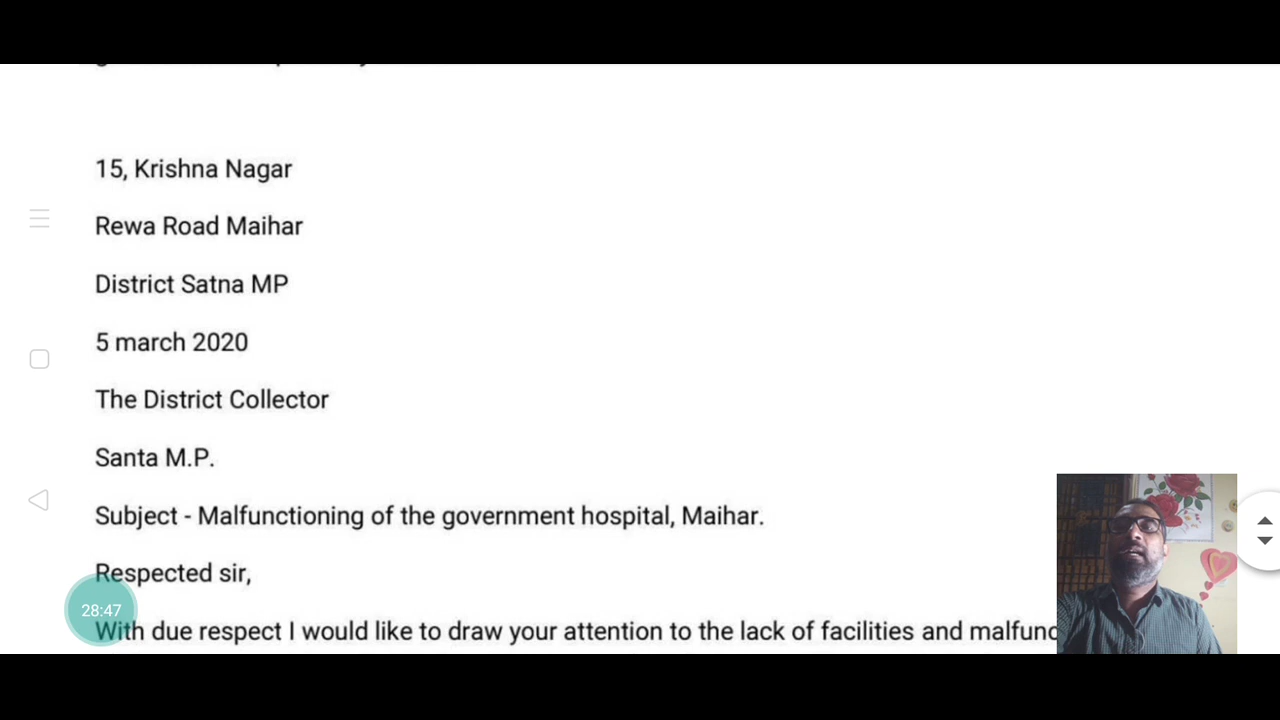 15, Krishna Nagar
Rewa Road Maihar
District Satna MP
5 march 2020
The District Collector
Santa M.P.
Subject - Malfunctioning of the government hospital, Maihar.
Respected sir,
28:47
With due respect I would like to draw your attention to the lack of facilities and